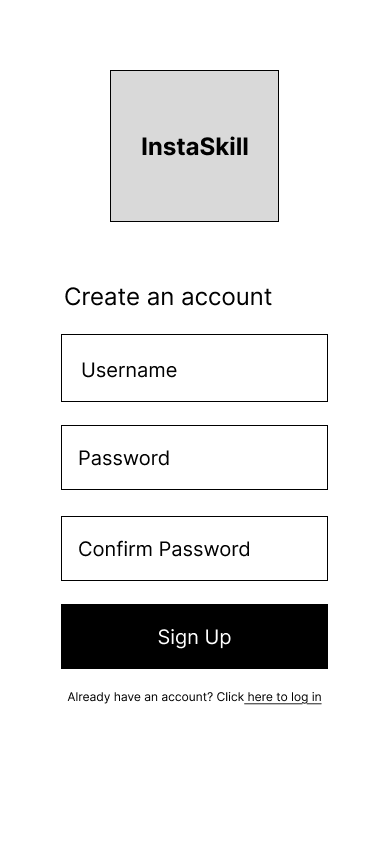 InstaSkill
Create an account
Username
Password
Confirm Password
Sign Up
Already have an account? Click here to log in